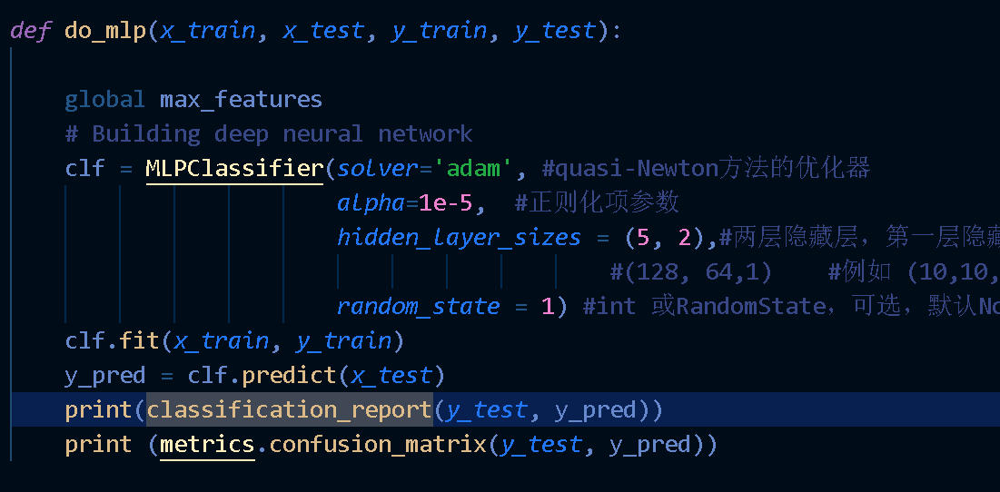 def do_mlp(x_train, x_test, y_train, y_test):
global max_features
# Building deep neural network
clf = MLPClassifier(solver='adam', #quasi-Newton方法的优化器
alpha=1e-5, #正则化项参数
hidden_layer_sizes = (5, 2),#两层隐藏层，第一层隐藏
#(128, 64,1) #例如 (10,10,
random_state = 1) #int 或RandomState，可选，默认No
clf.fit(x_train, y_train)
y_pred = clf.predict(x_test)
print(classification_report(y_test, y_pred))
print (metrics.confusion_matrix(y_test, y_pred))